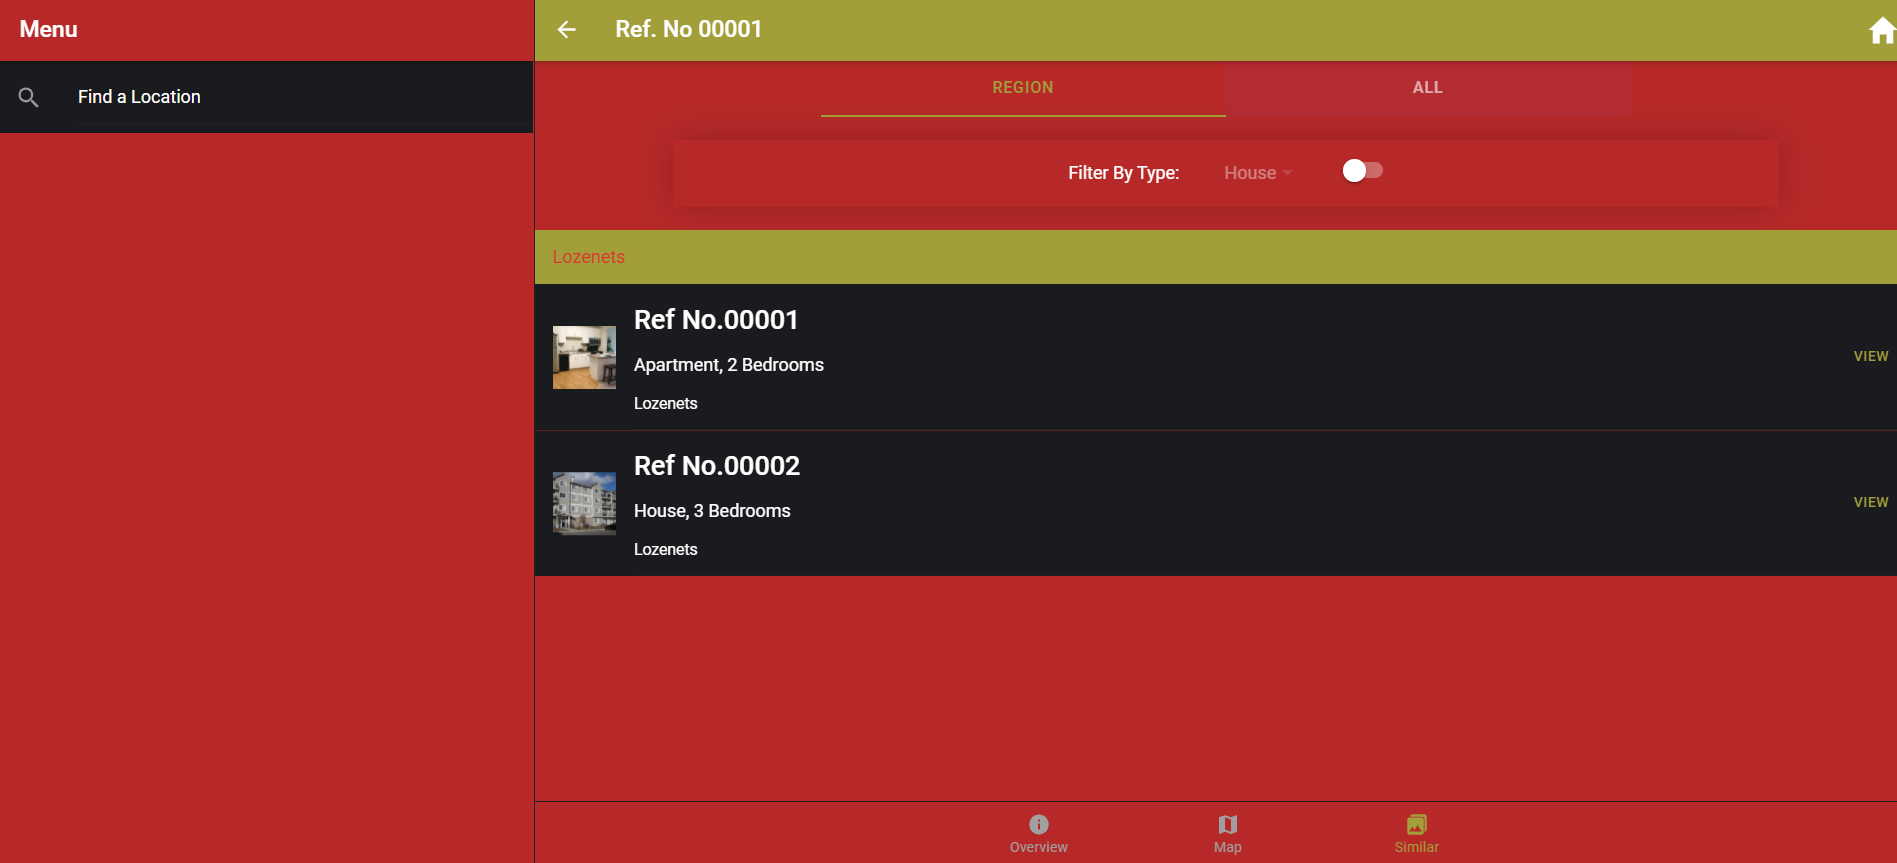 Menu
Find a Location
Ref. No 00001
REGION
ALL
Filter By Type:
House
Lozenets
Ref No.00001
Apartment, 2 Bedrooms
Lozenets
VIEW
Ref No.00002
House, 3 Bedrooms
Lozenets
VIEW
Overview
Map
Similar